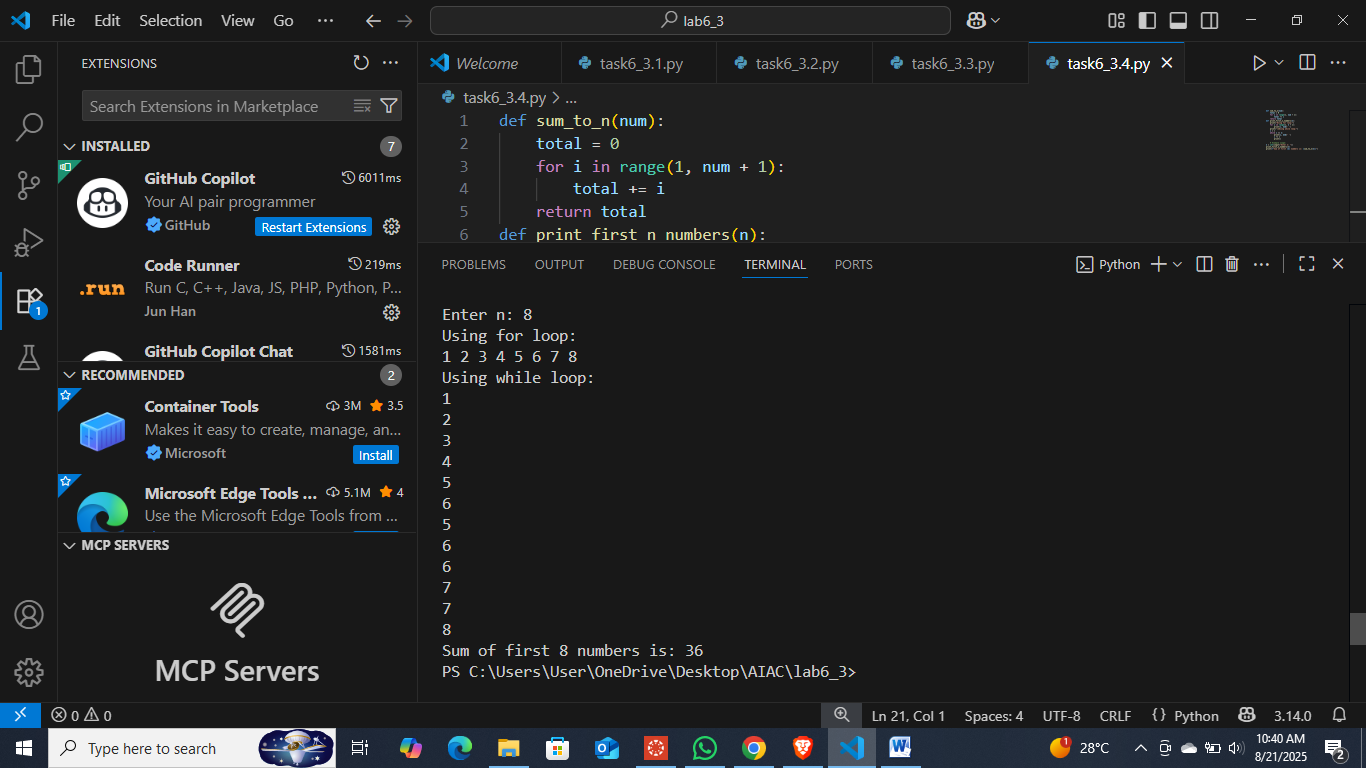 File Edit Selection View Go ··· lab6_3
EXTENSIONS
Search Extensions in Marketplace
INSTALLED 7
GitHub Copilot 6011ms
Your AI pair programmer
GitHub Restart Extensions
Code Runner 219ms
Run C, C++, Java, JS, PHP, Python, P...
Jun Han
GitHub Copilot Chat 1581ms
RECOMMENDED 2
Container Tools 3M 3.5
Makes it easy to create, manage, an...
Microsoft Install
Microsoft Edge Tools ... 5.1M 4
Use the Microsoft Edge Tools from ...
MCP SERVERS
MCP Servers
1
Welcome task6_3.1.py task6_3.2.py task6_3.3.py task6_3.4.py
task6_3.4.py > ...
1 def sum_to_n(num):
2 total = 0
3 for i in range(1, num + 1):
4 total += i
5 return total
6 def print_first_n_numbers(n):
PROBLEMS OUTPUT DEBUG CONSOLE TERMINAL PORTS Python
Enter n: 8
Using for loop:
1 2 3 4 5 6 7 8
Using while loop:
1
2
3
4
5
6
5
6
6
7
7
8
Sum of first 8 numbers is: 36
PS C:\Users\User\OneDrive\Desktop\AIAC\lab6_3>
0 0 Ln 21, Col 1 Spaces: 4 UTF-8 CRLF {} Python 3.14.0
Type here to search 1 28°C 10:40 AM
8/21/2025 2